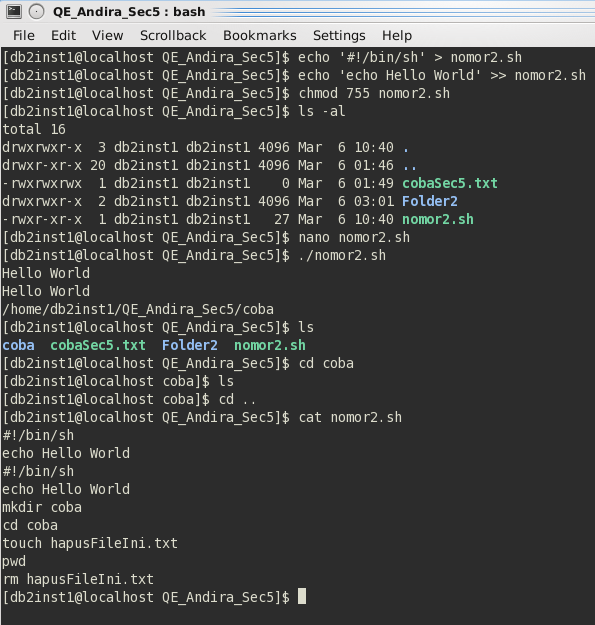 QE_Andira_Sec5 : bash
File Edit View Scrollback Bookmarks Settings Help
[db2inst1@localhost QE_Andira_Sec5]$ echo '#!/bin/sh' > nomor2.sh
[db2inst1@localhost QE_Andira_Sec5]$ echo 'echo Hello World' >> nomor2.sh
[db2inst1@localhost QE_Andira_Sec5]$ chmod 755 nomor2.sh
[db2inst1@localhost QE_Andira_Sec5]$ ls -al
total 16
drwxrwxr-x  3 db2inst1 db2inst1 4096 Mar  6 10:40 .
drwxr-xr-x 20 db2inst1 db2inst1 4096 Mar  6 01:46 ..
-rwxrwxrwx  1 db2inst1 db2inst1    0 Mar  6 01:49 cobaSec5.txt
drwxr-xr-x  2 db2inst1 db2inst1 4096 Mar  6 03:01 Folder2
-rwxr-xr-x  1 db2inst1 db2inst1   27 Mar  6 10:40 nomor2.sh
[db2inst1@localhost QE_Andira_Sec5]$ nano nomor2.sh
[db2inst1@localhost QE_Andira_Sec5]$ ./nomor2.sh
Hello World
Hello World
/home/db2inst1/QE_Andira_Sec5/coba
[db2inst1@localhost QE_Andira_Sec5]$ ls
coba  cobaSec5.txt  Folder2  nomor2.sh
[db2inst1@localhost QE_Andira_Sec5]$ cd coba
[db2inst1@localhost coba]$ ls
[db2inst1@localhost coba]$ cd ..
[db2inst1@localhost QE_Andira_Sec5]$ cat nomor2.sh
#!/bin/sh
echo Hello World
#!/bin/sh
echo Hello World
mkdir coba
cd coba
touch hapusFileIni.txt
pwd
rm hapusFileIni.txt
[db2inst1@localhost QE_Andira_Sec5]$